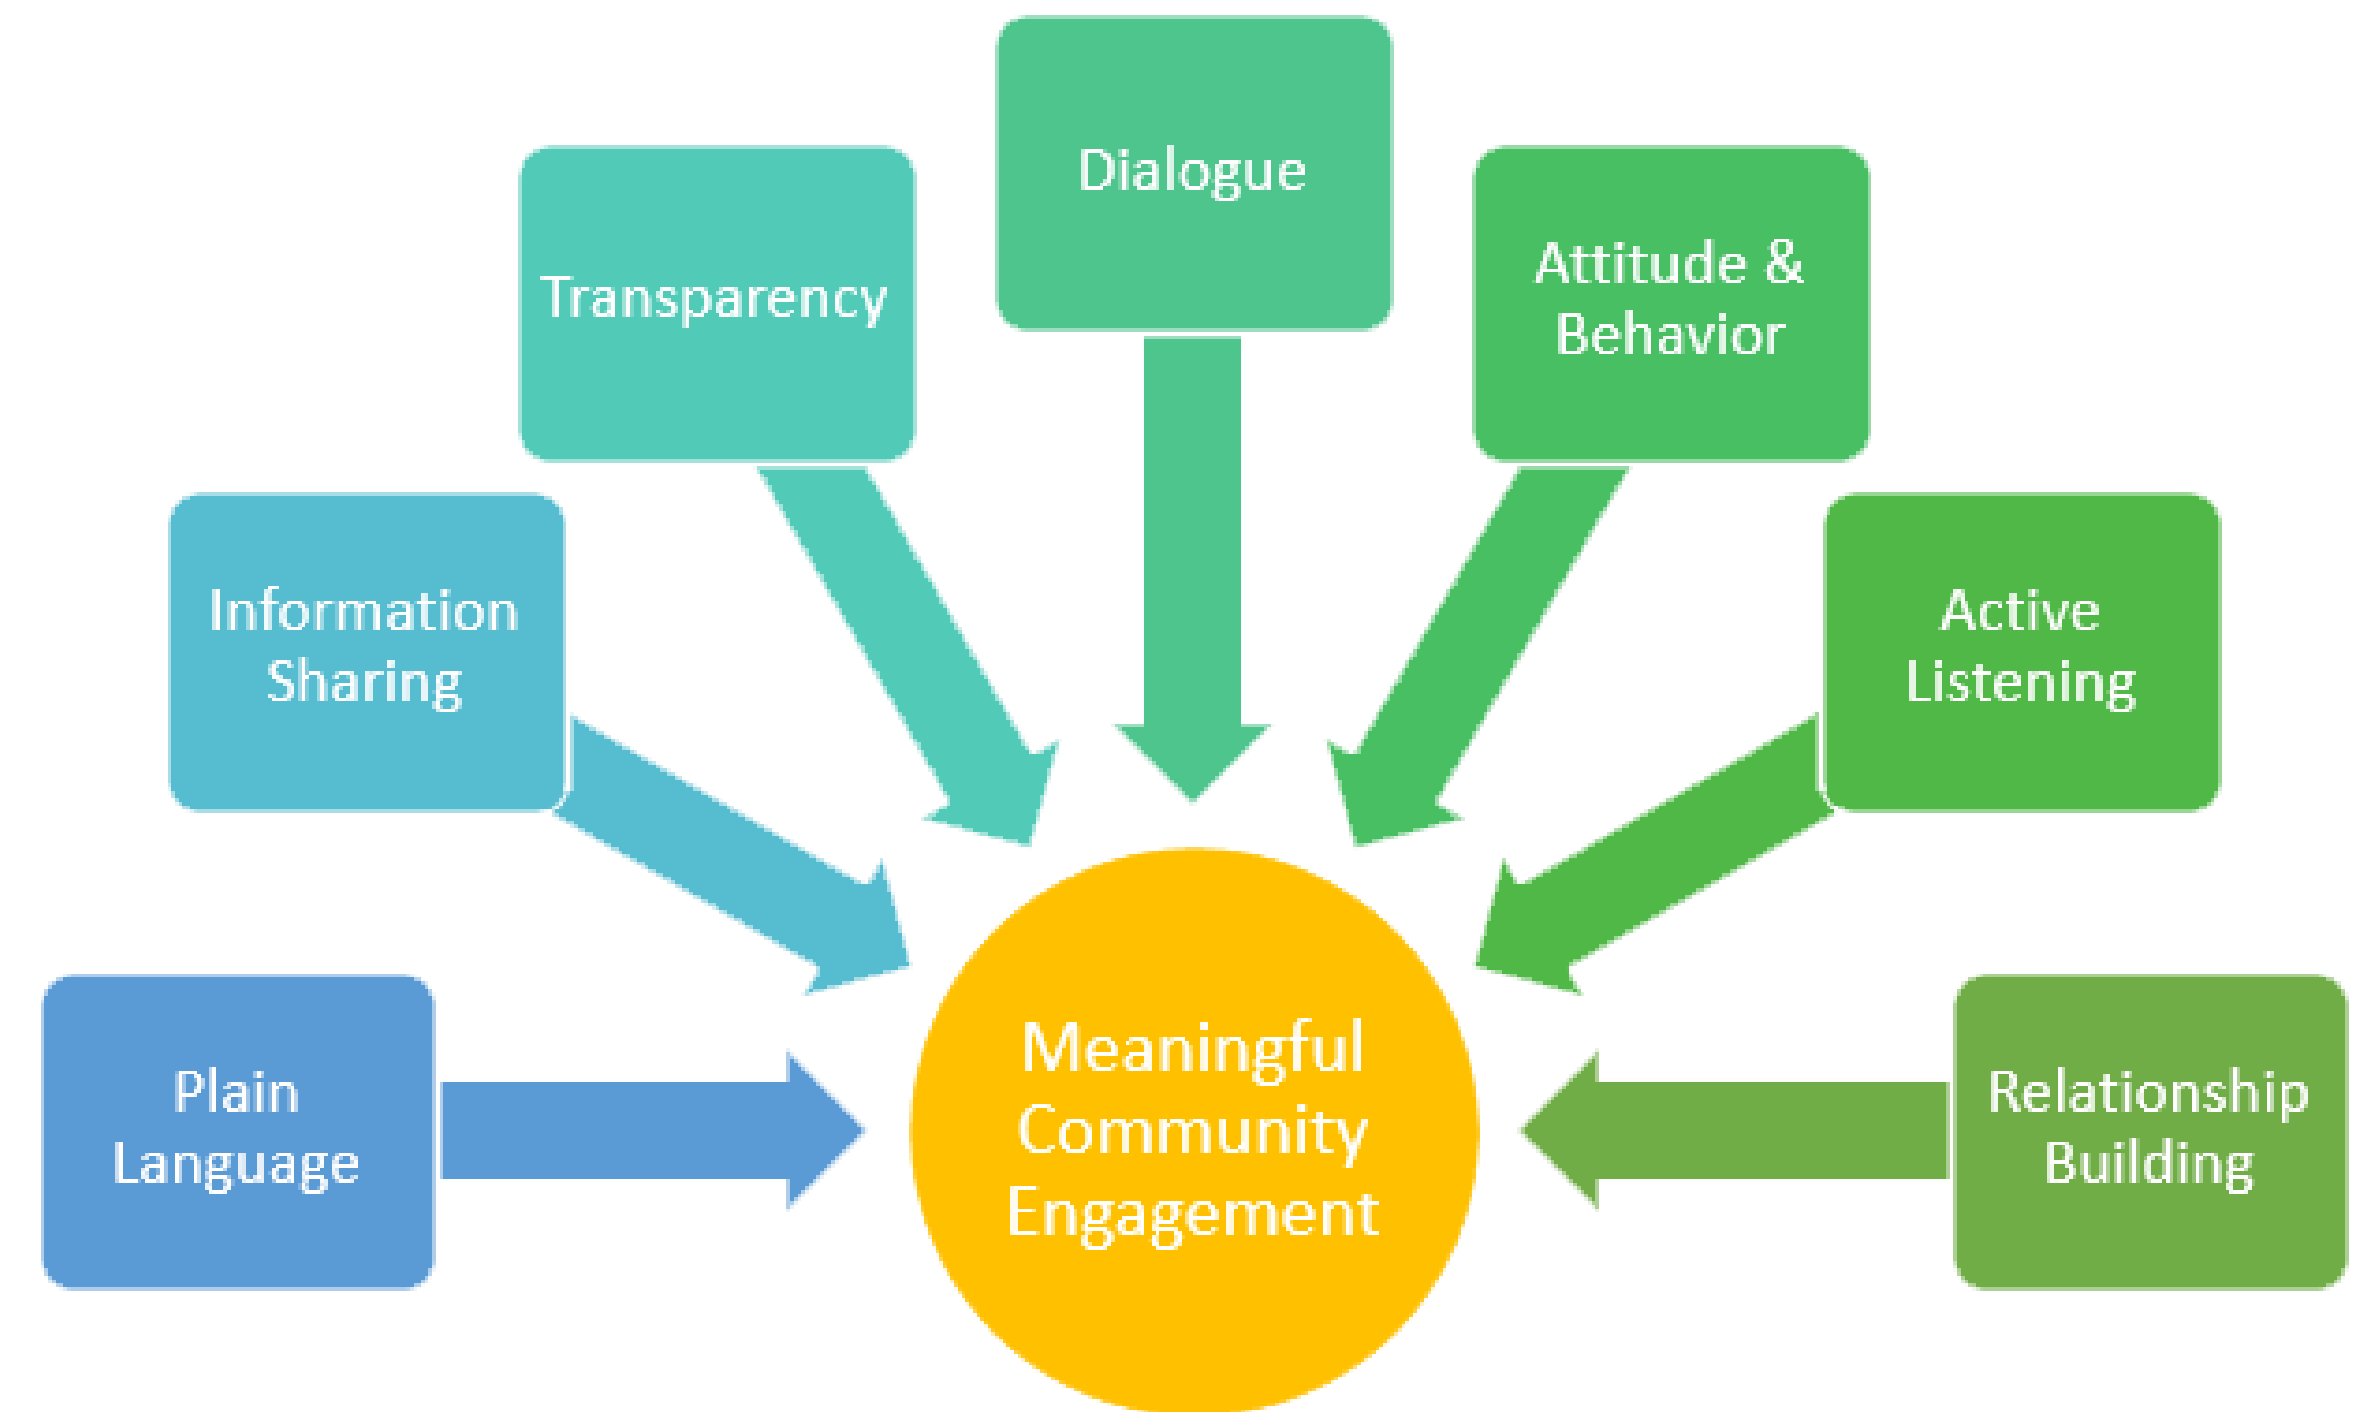 Dialogue
Transparency
Attitude &
Behavior
Information
Sharing
Active
Listening
Plain
Language
Meaningful
Community
Engagement
Relationship
Building